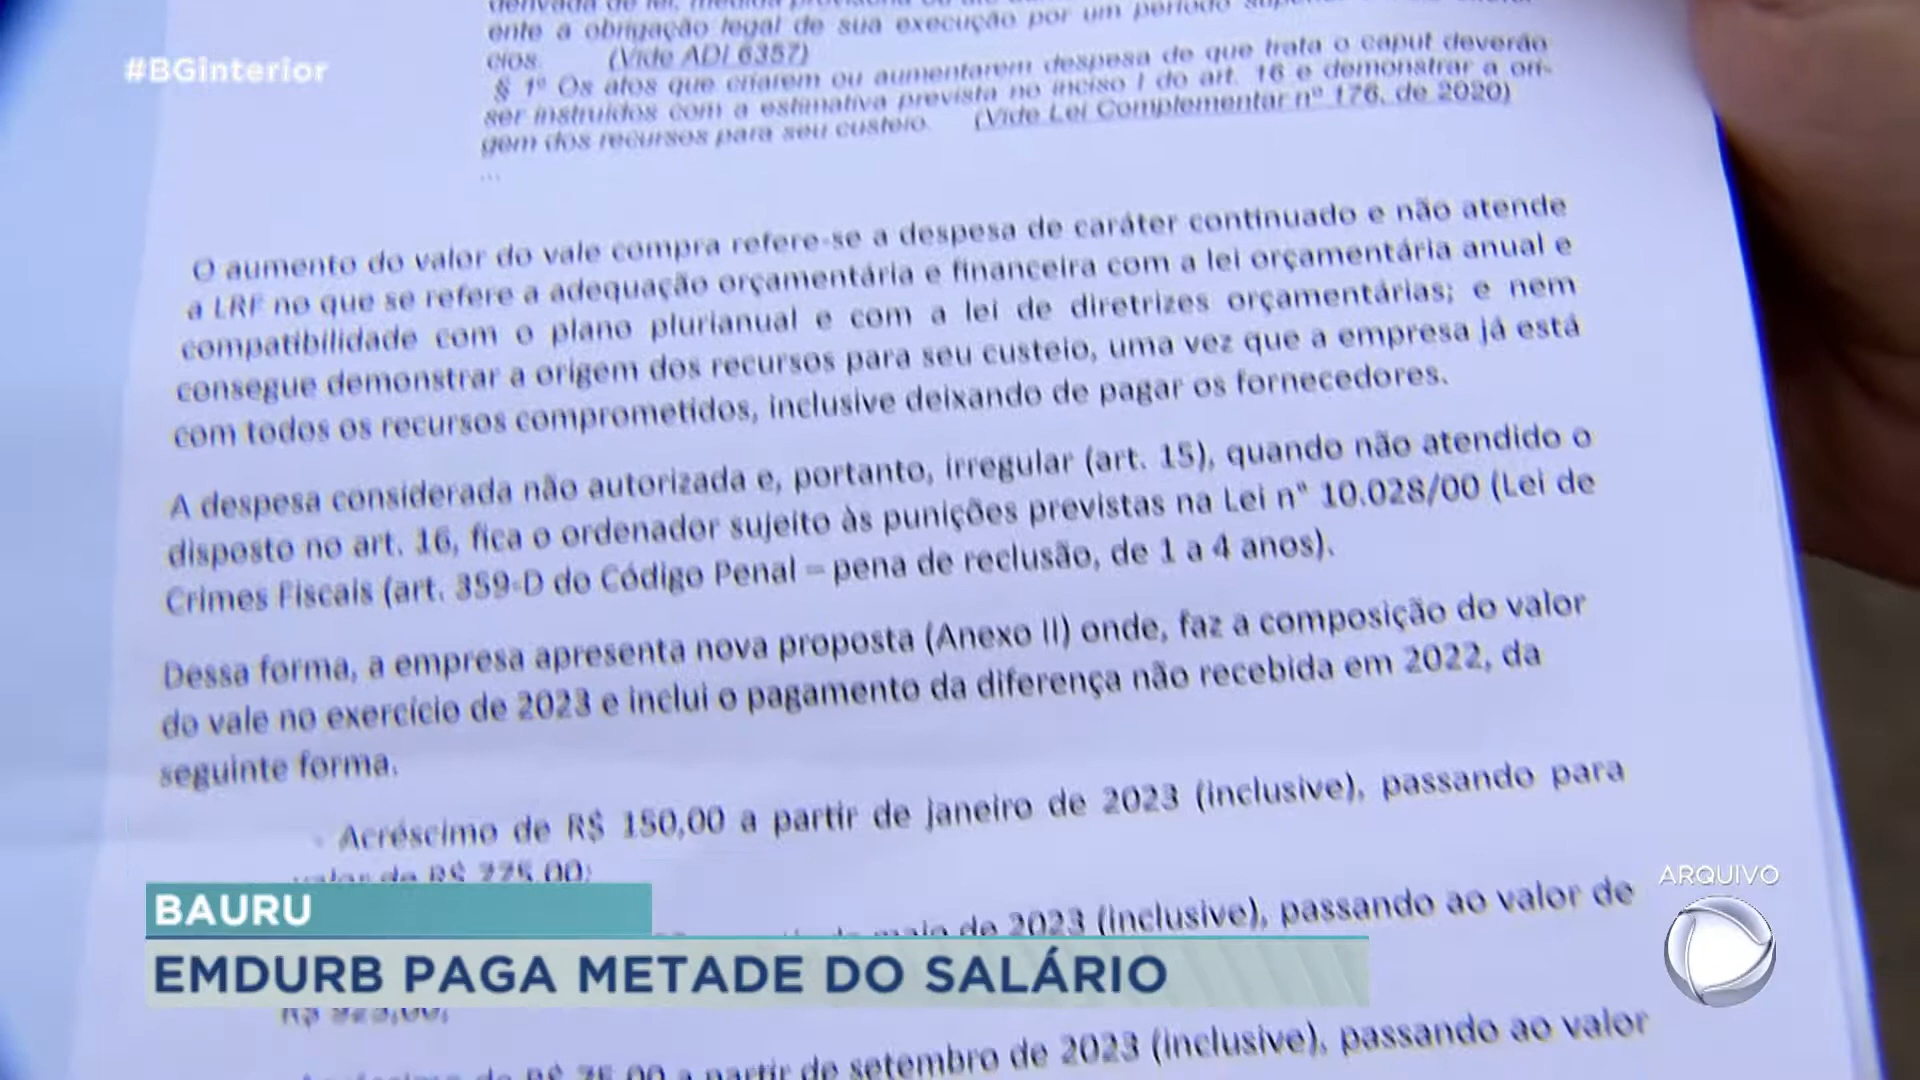 #BGinterior
ente a obrigação legal de sua execução por um período
cios. (Vide ADI 6357)
§ 1º Os atos que criarem ou aumentarem despesa de que trata o caput deverão
ser instruídos com a estimativa prevista no inciso I do art. 16 e demonstrar a ori-
gem dos recursos para seu custeio. (Vide Lei Complementar nº 176, de 2020)
...
O aumento do valor do vale compra refere-se a despesa de caráter continuado e não atende
a LRF no que se refere a adequação orçamentária e financeira com a lei orçamentária anual e
compatibilidade com o plano plurianual e com a lei de diretrizes orçamentárias; e nem
consegue demonstrar a origem dos recursos para seu custeio, uma vez que a empresa já está
com todos os recursos comprometidos, inclusive deixando de pagar os fornecedores.
A despesa considerada não autorizada e, portanto, irregular (art. 15), quando não atendido o
disposto no art. 16, fica o ordenador sujeito às punições previstas na Lei n° 10.028/00 (Lei de
Crimes Fiscais (art. 359-D do Código Penal – pena de reclusão, de 1 a 4 anos).
Dessa forma, a empresa apresenta nova proposta (Anexo II) onde, faz a composição do valor
do vale no exercício de 2023 e inclui o pagamento da diferença não recebida em 2022, da
seguinte forma.
- Acréscimo de R$ 150,00 a partir de janeiro de 2023 (inclusive), passando para
valor de R$ 775,00;
maio de 2023 (inclusive), passando ao valor de
R$ 925,00;
R$ 75,00 a partir de setembro de 2023 (inclusive), passando ao valor
ARQUIVO
BAURU
EMDURB PAGA METADE DO SALÁRIO